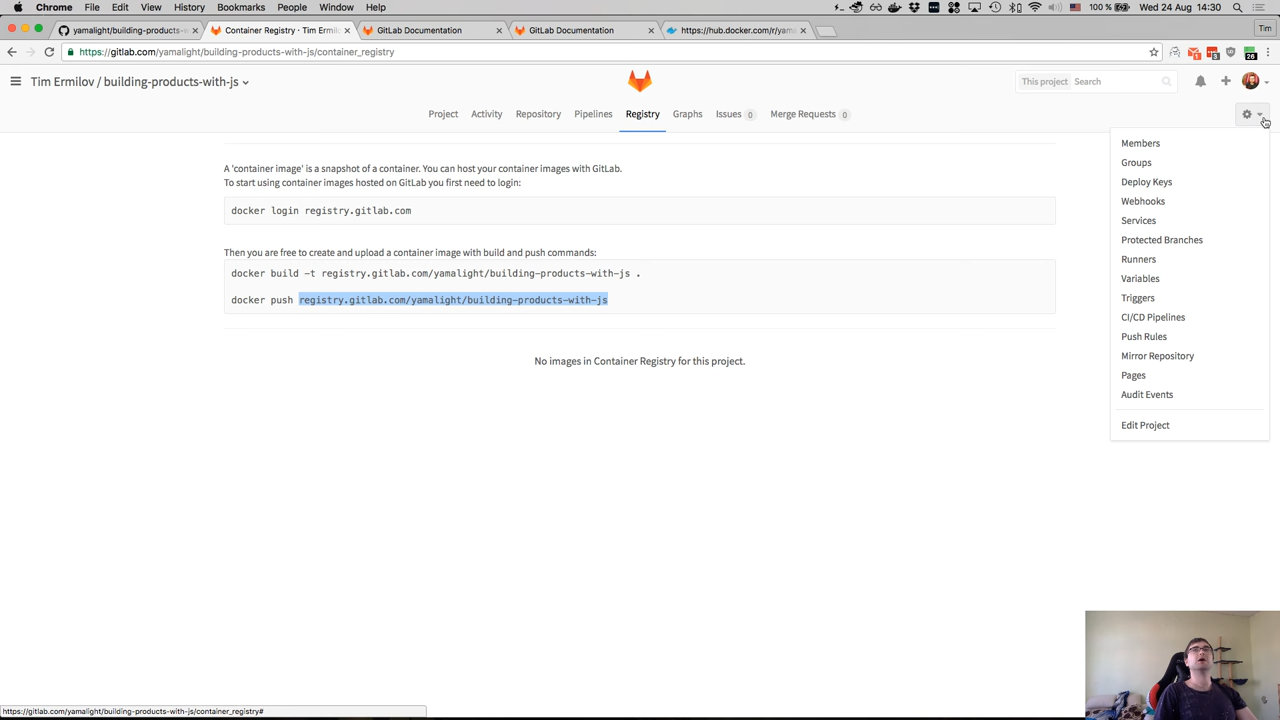 Chrome File Edit View History Bookmarks People Window Help
100 % Wed 24 Aug 14:30
yamalight/building-products-w
Container Registry · Tim Ermil
GitLab Documentation
GitLab Documentation
https://hub.docker.com/r/yama
Tim
https://gitlab.com/yamalight/building-products-with-js/container_registry
Tim Ermilov / building-products-with-js
This project Search
Project Activity Repository Pipelines Registry Graphs Issues 0 Merge Requests 0
A 'container image' is a snapshot of a container. You can host your container images with GitLab.
To start using container images hosted on GitLab you first need to login:
docker login registry.gitlab.com
Then you are free to create and upload a container image with build and push commands:
docker build -t registry.gitlab.com/yamalight/building-products-with-js .
docker push registry.gitlab.com/yamalight/building-products-with-js
No images in Container Registry for this project.
Members
Groups
Deploy Keys
Webhooks
Services
Protected Branches
Runners
Variables
Triggers
CI/CD Pipelines
Push Rules
Mirror Repository
Pages
Audit Events
Edit Project
https://gitlab.com/yamalight/building-products-with-js/container_registry#